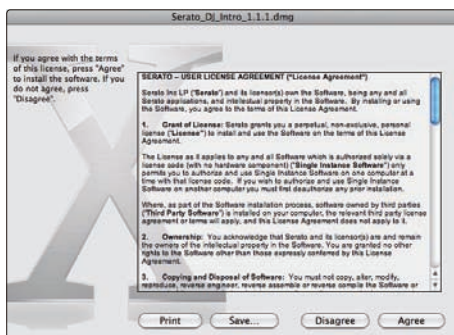 Serato_DJ_Intro_1.1.1.dmg
If you agree with the terms
of this license, press "Agree"
to install the software. If you
do not agree, press
"Disagree".
SERATO – USER LICENSE AGREEMENT ("License Agreement")
Serato Inc LP ("Serato") and its licensor(s) own the Software, being any and all
Serato applications, and intellectual property in the Software. By installing or using
the Software, you agree to the terms of this License Agreement.
1. Grant of License: Serato grants you a perpetual, non-exclusive, personal
license ("License") to install and use the Software on the terms of this License
Agreement.
The License as it applies to any and all Software which is authorized solely via a
license code (with no hardware component) ("Single Instance Software") only
permits you to authorize and use Single Instance Software on one computer at a
time with that license code. If you wish to authorize and use Single Instance
Software on another computer you must first deauthorize any prior installation.
Where, as part of the Software installation process, software owned by third parties
("Third Party Software") is installed on your computer, the relevant third party license
agreement or terms will apply, and this License Agreement does not apply to it.
2. Ownership: You acknowledge that Serato and its licensor(s) are and remain
the owners of the intellectual property in the Software. You are granted no other
rights to the Software other than those expressly conferred by this License
Agreement.
3. Copying and Disposal of Software: You must not copy, alter, modify,
reproduce, reverse engineer, reverse assemble or reverse compile the Software or
Print Save... Disagree Agree